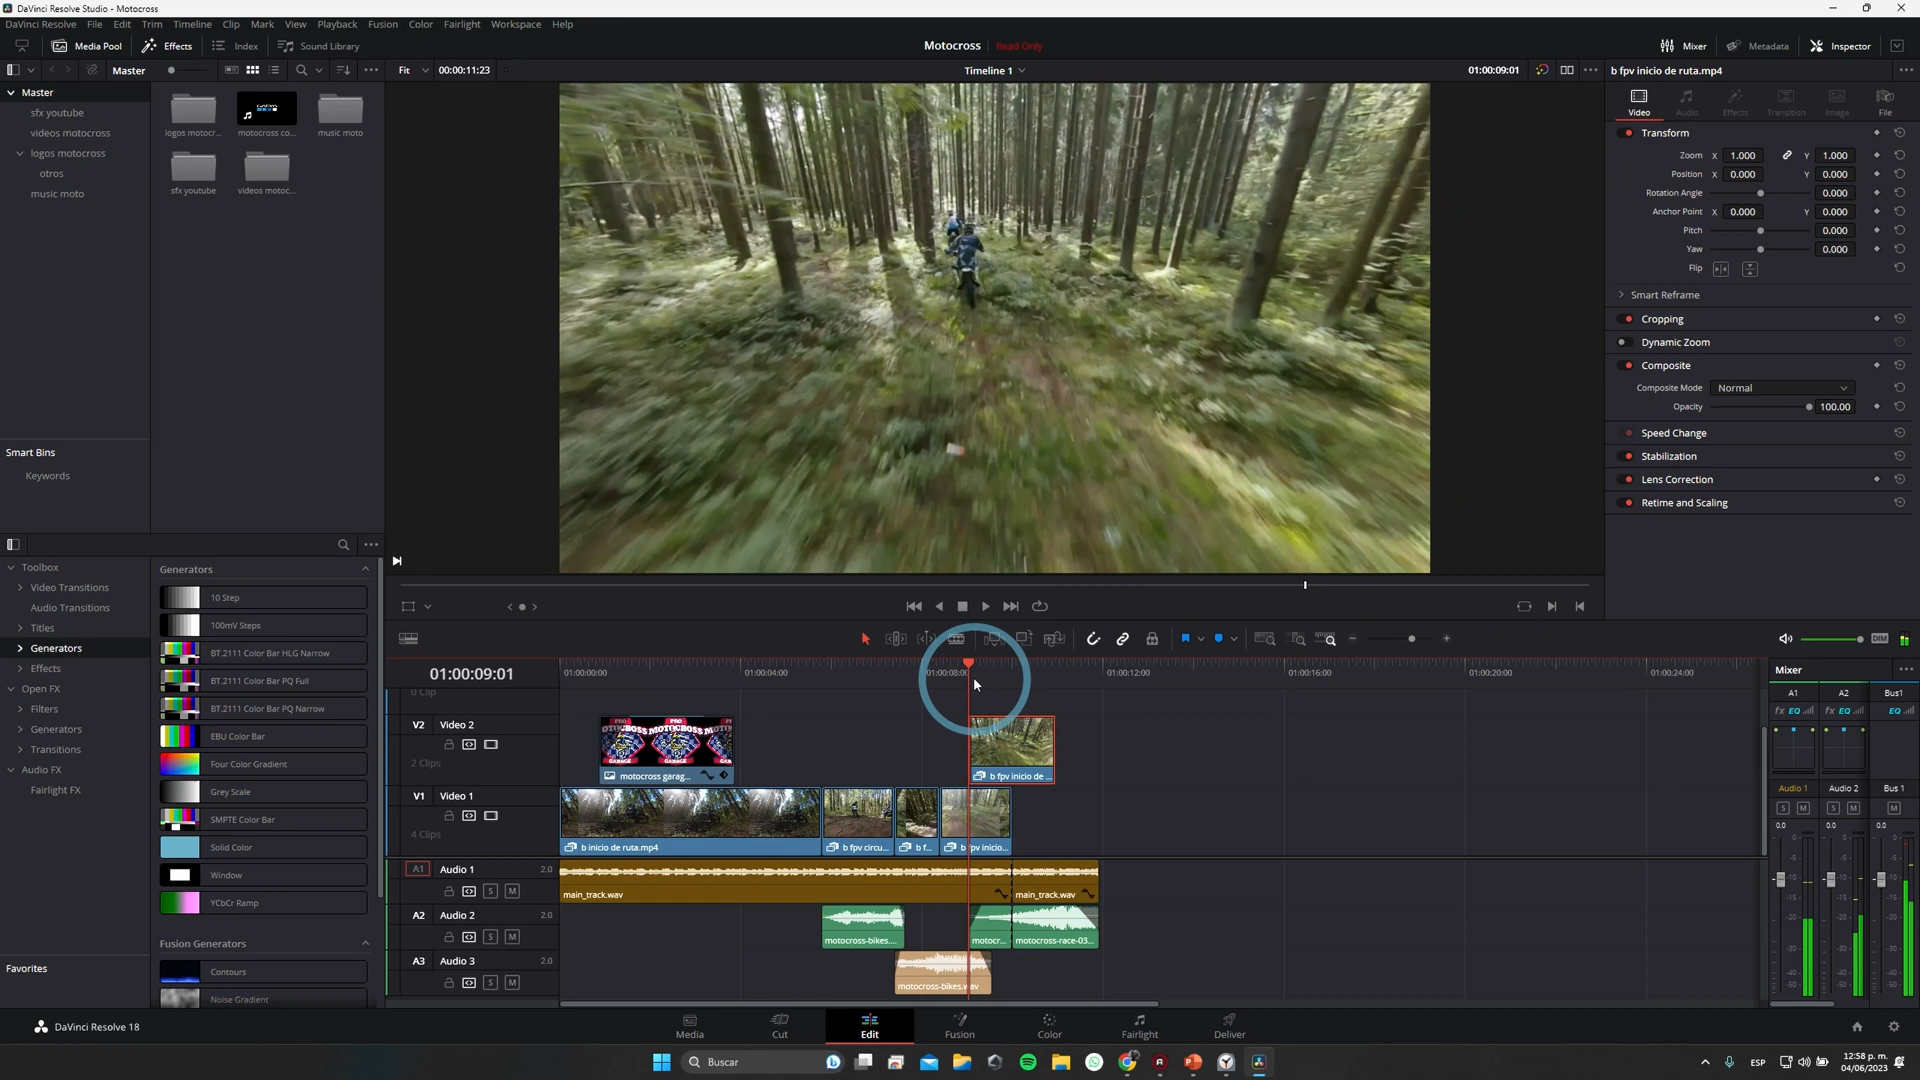 DaVinci Resolve Studio - Motocross
DaVinci Resolve File Edit Trim Timeline Clip Mark View Playback Fusion Color Fairlight Workspace Help
Media Pool Effects Index Sound Library Motocross Read Only Mixer Metadata Inspector
Master Fit 00:00:11:23 Timeline 1 01:00:09:01 b fpv inicio de ruta.mp4
Master
sfx youtube
videos motocross
logos motocross
otros
music moto
logos motocr...
motocross co...
music moto
sfx youtube
videos motoc...
Smart Bins
Keywords
Video Audio Effects Transition Image File
Transform
Zoom X 1.000 Y 1.000
Position X 0.000 Y 0.000
Rotation Angle 0.000
Anchor Point X 0.000 Y 0.000
Pitch 0.000
Yaw 0.000
Flip
Smart Reframe
Cropping
Dynamic Zoom
Composite
Composite Mode Normal
Opacity 100.00
Speed Change
Stabilization
Lens Correction
Retime and Scaling
Toolbox
Video Transitions
Audio Transitions
Titles
Generators
Effects
Open FX
Filters
Generators
Transitions
Audio FX
Fairlight FX
Favorites
Generators
10 Step
100mV Steps
BT.2111 Color Bar HLG Narrow
BT.2111 Color Bar PQ Full
BT.2111 Color Bar PQ Narrow
EBU Color Bar
Four Color Gradient
Grey Scale
SMPTE Color Bar
Solid Color
Window
YCbCr Ramp
Fusion Generators
Contours
Noise Gradient
DIM
01:00:09:01
01:00:00:00 01:00:04:00 01:00:08:00 01:00:12:00 01:00:16:00 01:00:20:00 01:00:24:00
0 Clip
V2 Video 2
2 Clips
motocross garag...
b fpv inicio de ...
V1 Video 1
4 Clips
b inicio de ruta.mp4
b fpv circu...
b f...
b fpv inicio...
A1 Audio 1 2.0
S M
main_track.wav
main_track.wav
A2 Audio 2 2.0
S M
motocross-bikes....
motocr...
motocross-race-03...
A3 Audio 3 2.0
S M
motocross-bikes.wav
Mixer
A1 A2 Bus1
fx EQ fx EQ EQ
Audio 1 Audio 2 Bus 1
S M S M M
0.0 0.0 0.0
DaVinci Resolve 18
Media Cut Edit Fusion Color Fairlight Deliver
Buscar
ESP
12:58 p. m.
04/06/2023